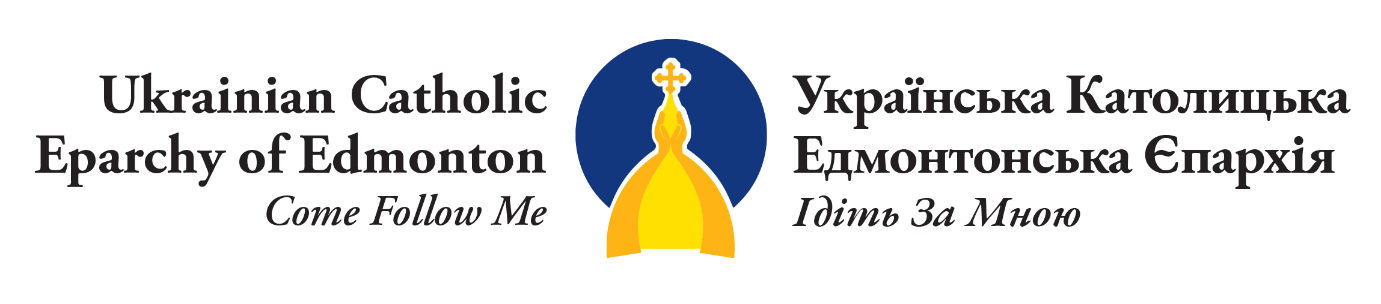 Ukrainian Catholic
Eparchy of Edmonton
Come Follow Me
Українська Католицька
Едмонтонська Єпархія
Ідіть За Мною